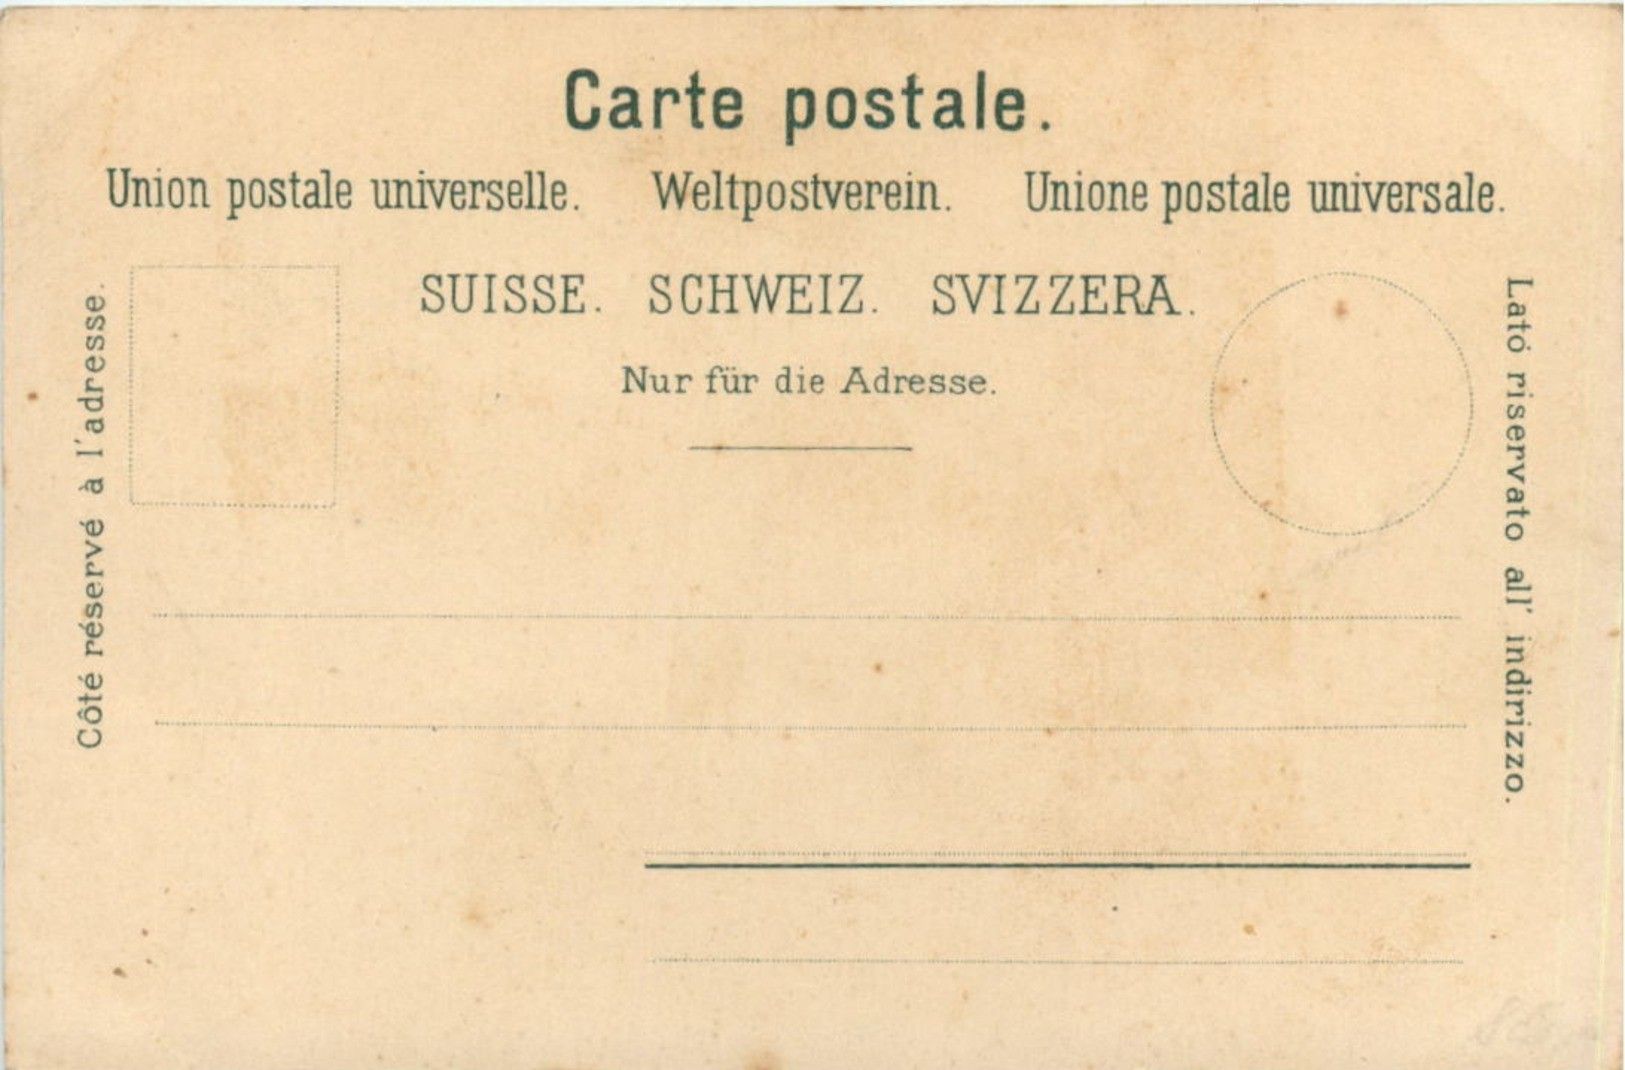 Carte postale.
Union postale universelle. Weltpostverein. Unione postale universale.
SUISSE. SCHWEIZ. SVIZZERA.
Nur für die Adresse.
Côté réservé à l'adresse.
Lató riservato all' indirizzo.